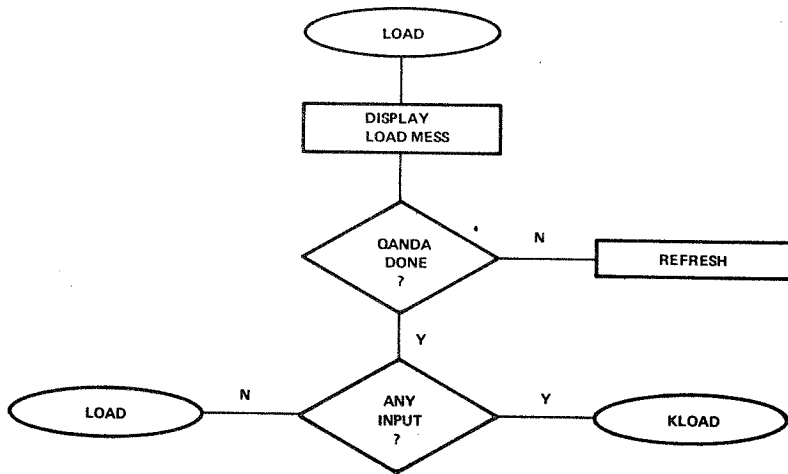 LOAD
DISPLAY
LOAD MESS
QANDA
DONE
?
N
REFRESH
Y
ANY
INPUT
?
N
LOAD
Y
KLOAD